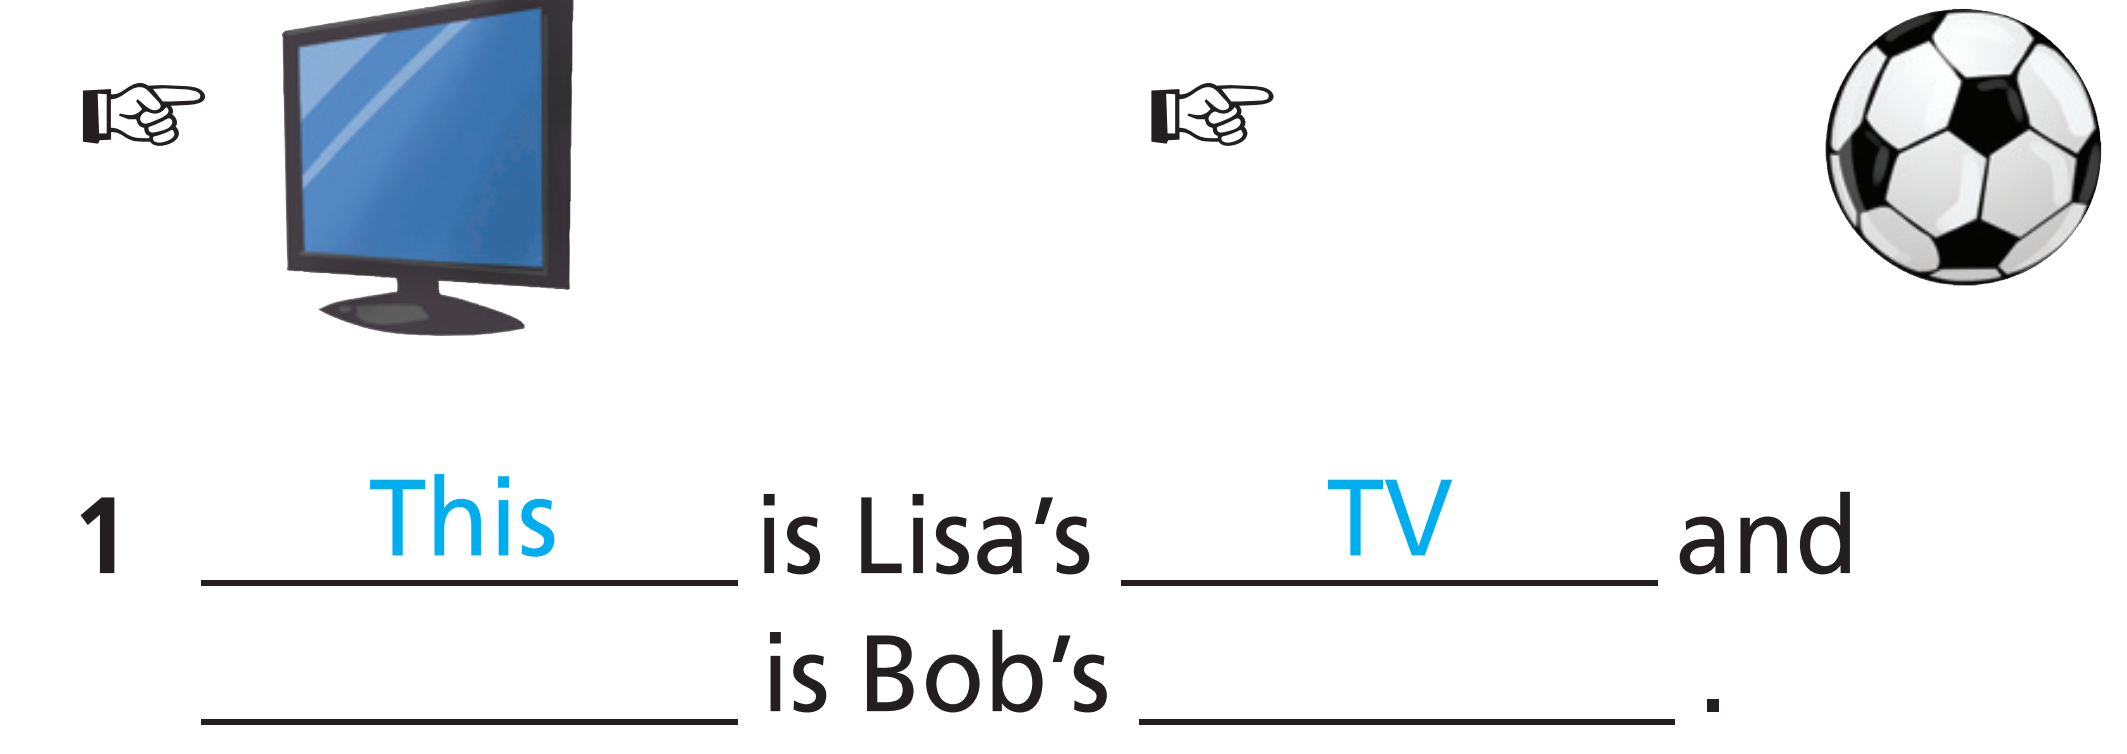 1 This is Lisa's TV and
is Bob's .